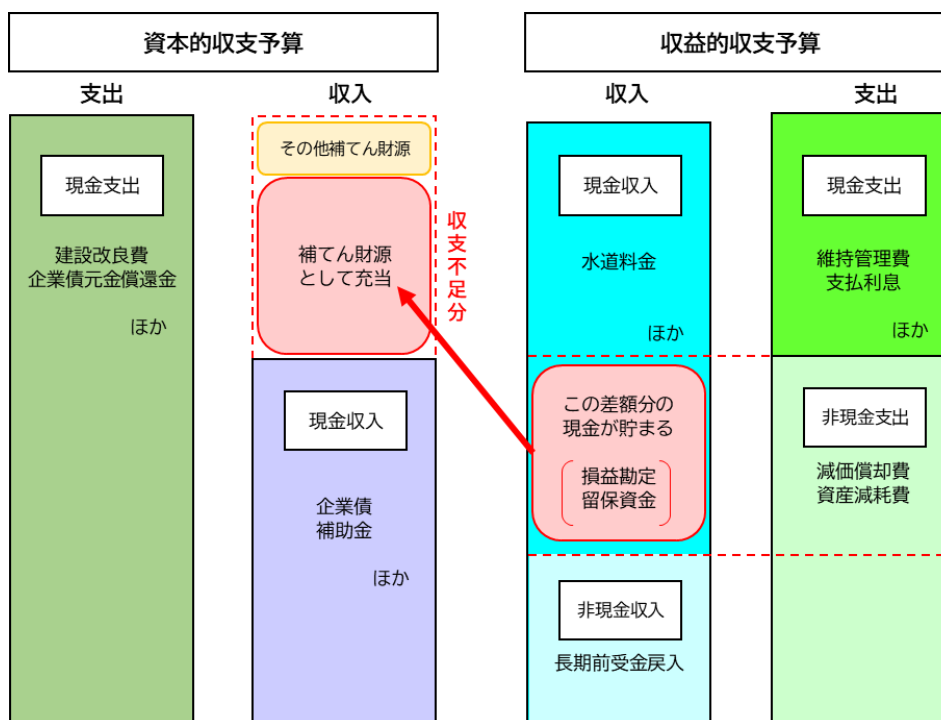 資本的収支予算
支出
収入
現金支出
建設改良費
企業債元金償還金
ほか
その他補てん財源
補てん財源
として充当
収支不足分
現金収入
企業債
補助金
ほか
収益的収支予算
収入
支出
現金収入
水道料金
ほか
この差額分の
現金が貯まる
損益勘定
留保資金
非現金収入
長期前受金戻入
現金支出
維持管理費
支払利息
ほか
非現金支出
減価償却費
資産減耗費